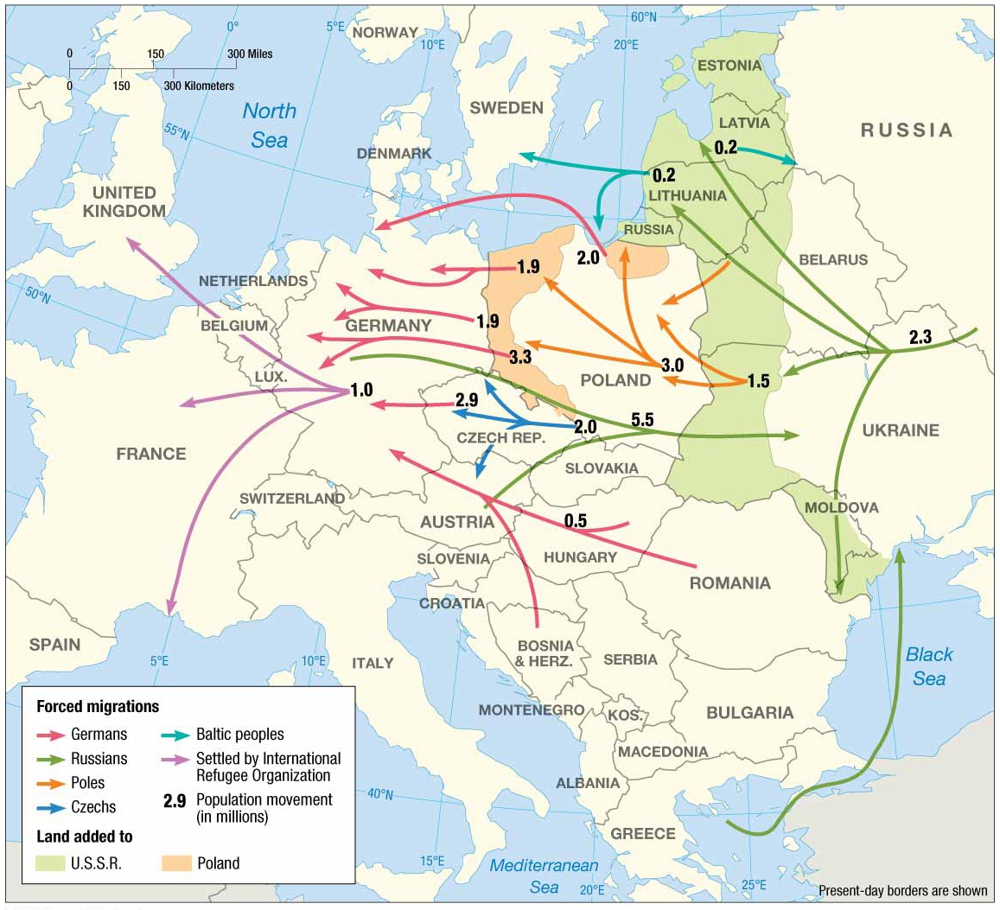 60°N
0°
5°E
NORWAY
10°E
20°E
0 150 300 Miles
0 150 300 Kilometers
ESTONIA
North
Sea
SWEDEN
LATVIA
RUSSIA
55°N
DENMARK
0.2
0.2
UNITED
KINGDOM
LITHUANIA
RUSSIA
2.0
1.9
BELARUS
NETHERLANDS
50°N
BELGIUM
GERMANY
1.9
2.3
3.3
3.0
LUX.
POLAND
1.5
1.0
2.9
5.5
2.0
UKRAINE
CZECH REP.
FRANCE
SLOVAKIA
SWITZERLAND
MOLDOVA
AUSTRIA
0.5
SLOVENIA
HUNGARY
ROMANIA
CROATIA
SPAIN
BOSNIA
& HERZ.
SERBIA
Black
Sea
5°E
10°E
ITALY
MONTENEGRO
KOS.
BULGARIA
MACEDONIA
ALBANIA
40°N
GREECE
15°E
Mediterranean
Sea
20°E
25°E
Forced migrations
Germans
Russians
Poles
Czechs
Baltic peoples
Settled by International
Refugee Organization
2.9 Population movement
(in millions)
Land added to
U.S.S.R.
Poland
Present-day borders are shown